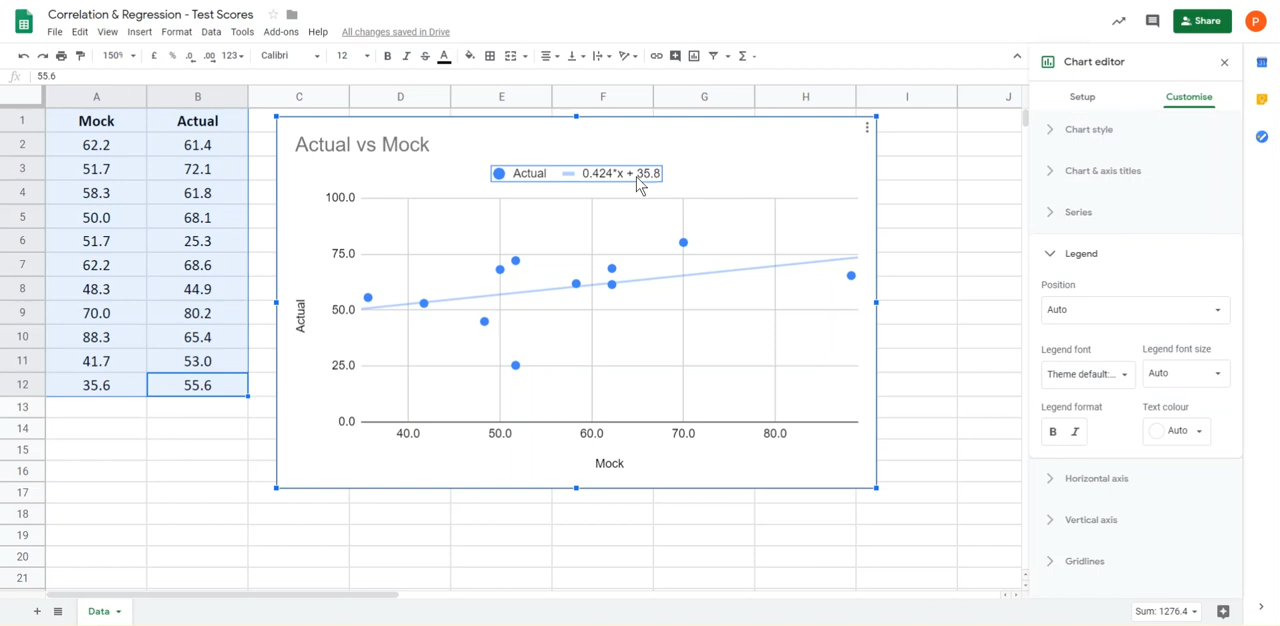 Correlation & Regression - Test Scores
File Edit View Insert Format Data Tools Add-ons Help All changes saved in Drive
Share
P
150% £ % .0 .00 123 Calibri 12 B I S A
fx 55.6
A B C D E F G H I J
1 Mock Actual
2 62.2 61.4
3 51.7 72.1
4 58.3 61.8
5 50.0 68.1
6 51.7 25.3
7 62.2 68.6
8 48.3 44.9
9 70.0 80.2
10 88.3 65.4
11 41.7 53.0
12 35.6 55.6
13
14
15
16
17
18
19
20
21
Actual vs Mock
Actual 0.424*x + 35.8
100.0
75.0
50.0
25.0
0.0
Actual
40.0 50.0 60.0 70.0 80.0
Mock
Chart editor
Setup Customise
Chart style
Chart & axis titles
Series
Legend
Position
Auto
Legend font Legend font size
Theme default:... Auto
Legend format Text colour
B I Auto
Horizontal axis
Vertical axis
Gridlines
Data
Sum: 1276.4